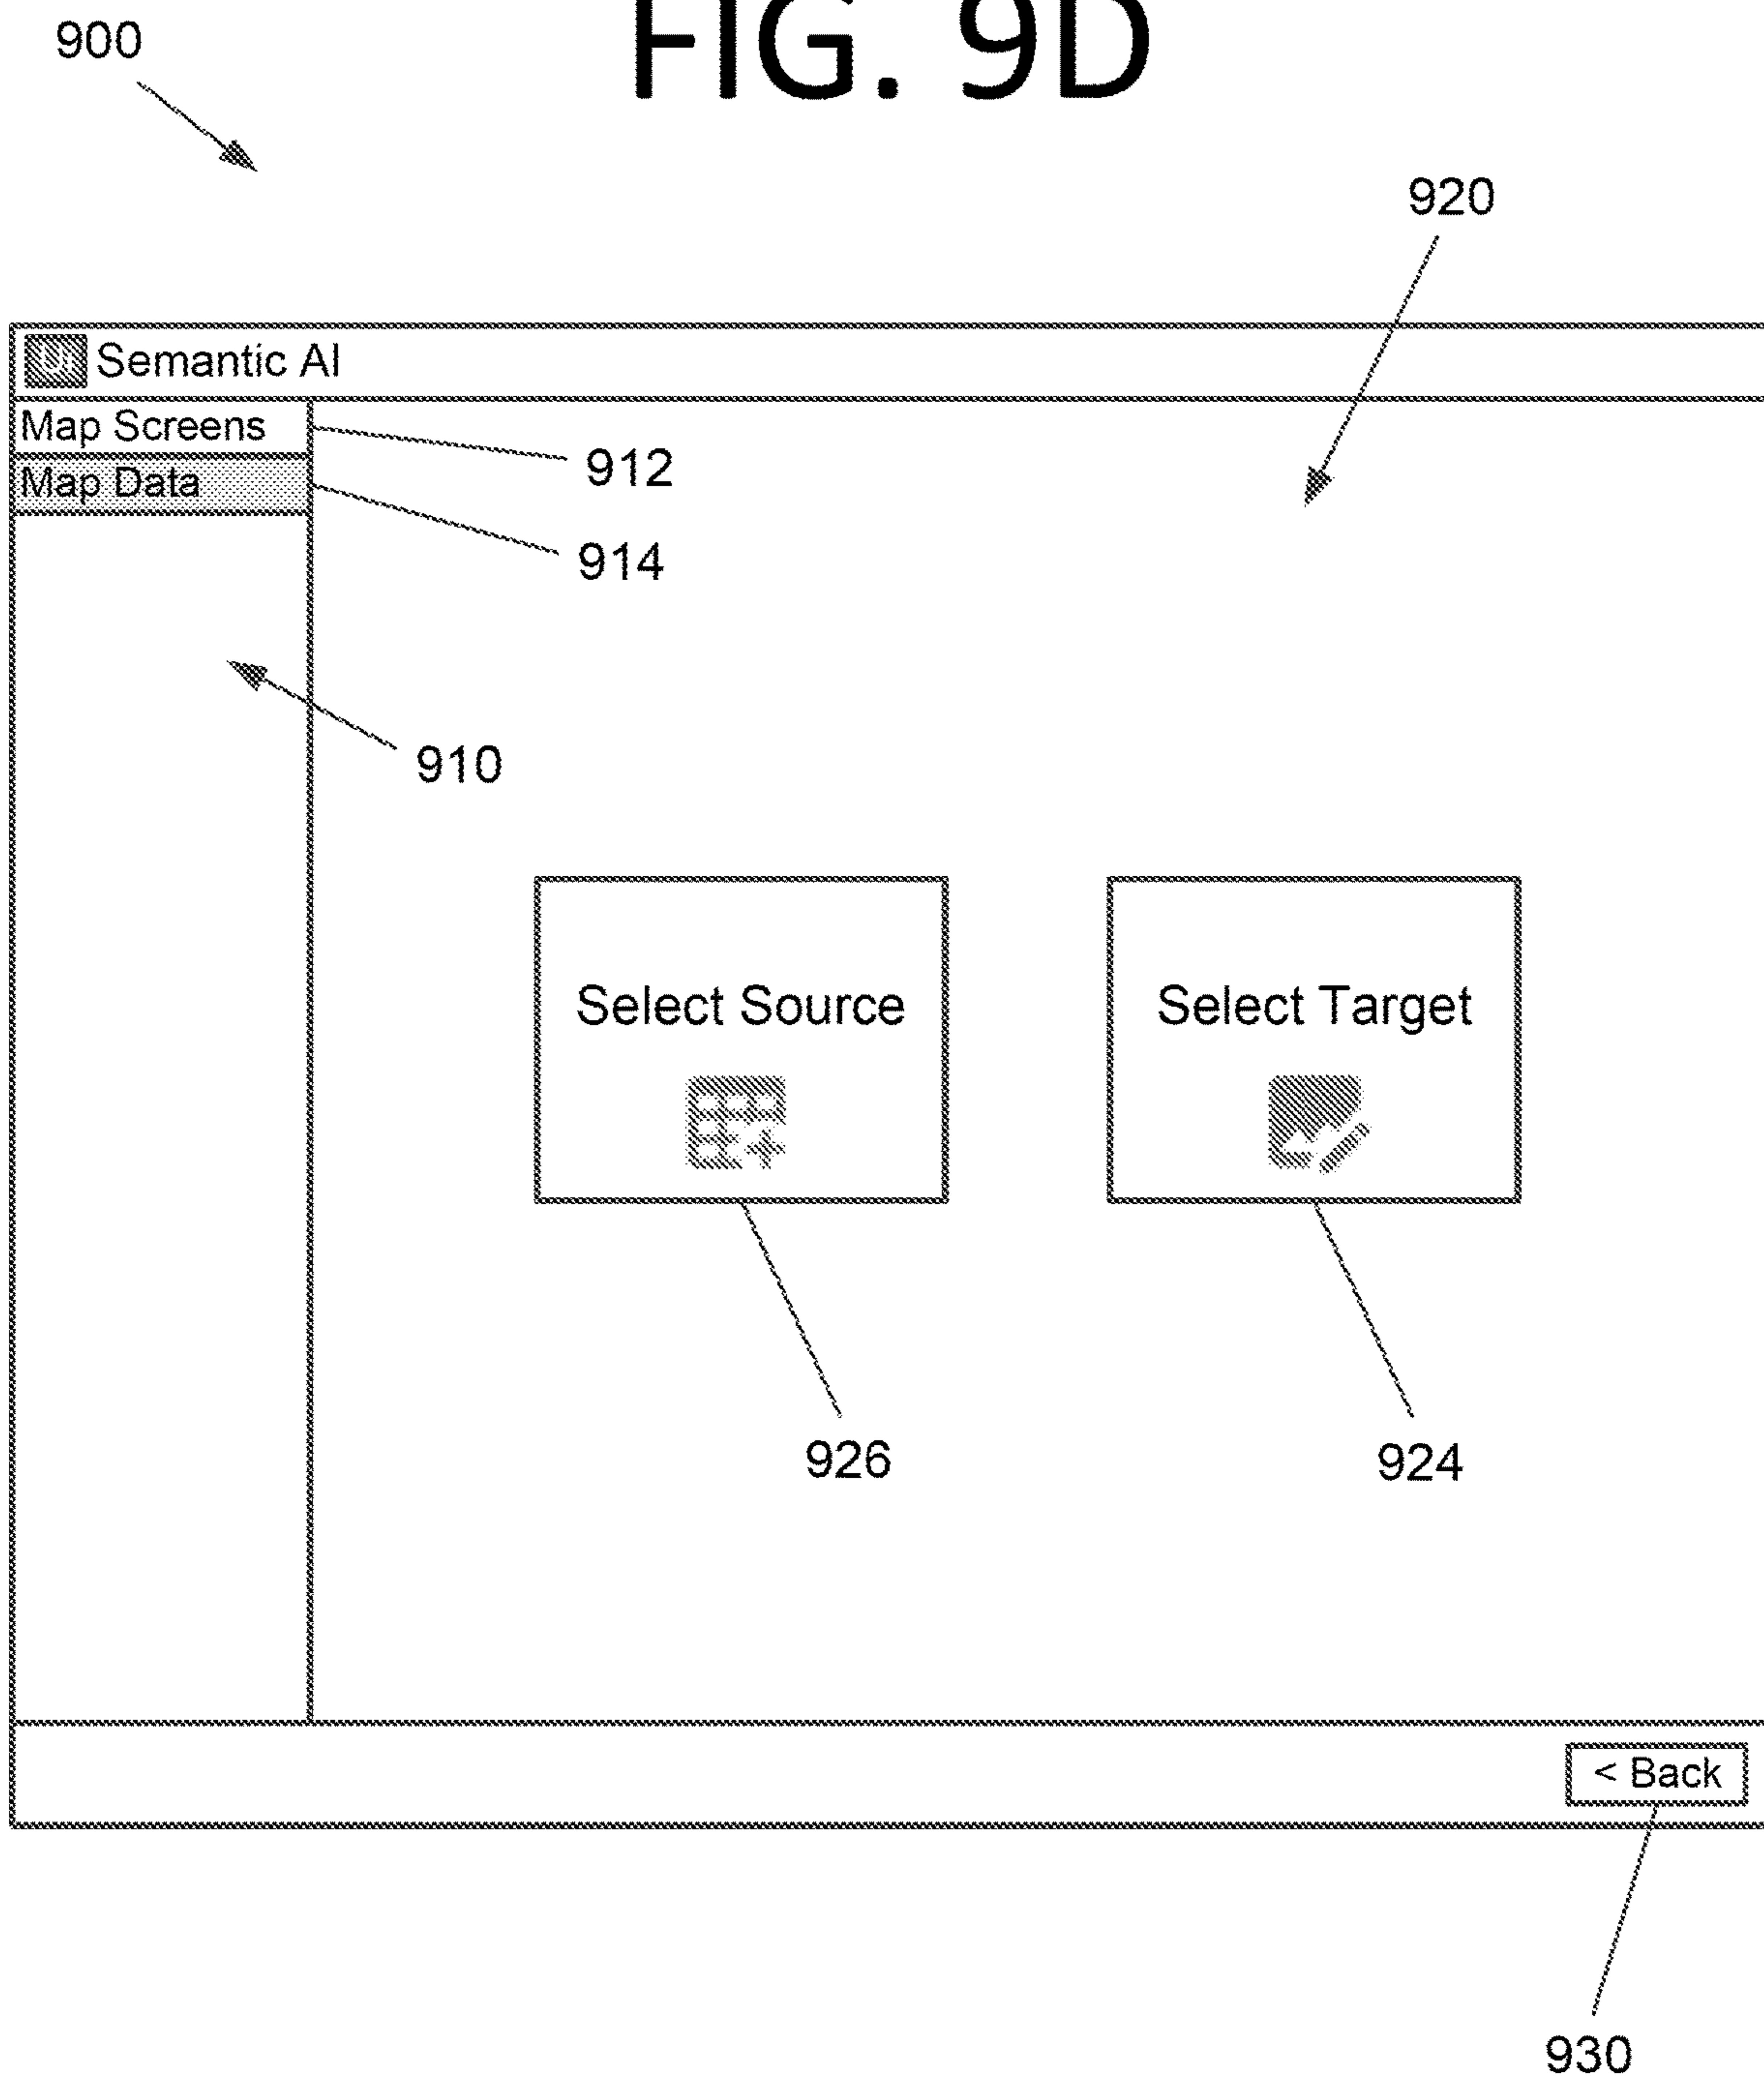 FIG. 9D
900
920
UI Semantic AI
Map Screens
912
Map Data
914
910
Select Source
Select Target
926
924
< Back
930